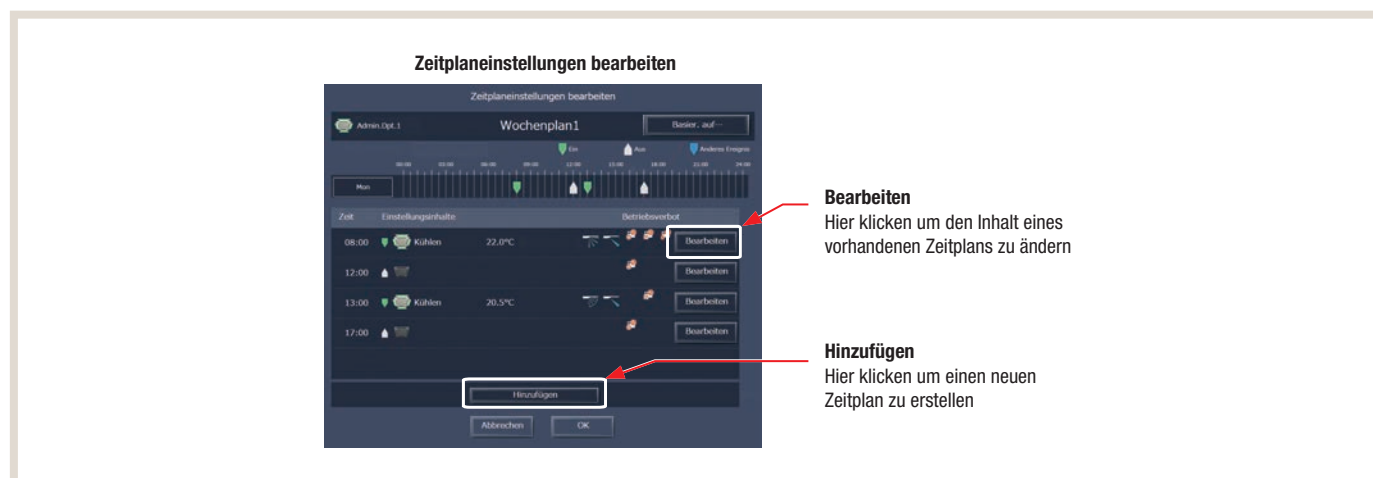 Zeitplaneinstellungen bearbeiten
Zeitplaneinstellungen bearbeiten
Admin.Opt.1 Wochenplan1 Basier. auf---
Ein Aus Anderes Ereignis
00:00 03:00 06:00 09:00 12:00 15:00 18:00 21:00 24:00
Mon
Zeit Einstellungsinhalte Betriebsverbot
08:00 Kühlen 22.0°C Bearbeiten
12:00 Bearbeiten
13:00 Kühlen 20.5°C Bearbeiten
17:00 Bearbeiten
Hinzufügen
Abbrechen OK
Bearbeiten
Hier klicken um den Inhalt eines
vorhandenen Zeitplans zu ändern
Hinzufügen
Hier klicken um einen neuen
Zeitplan zu erstellen